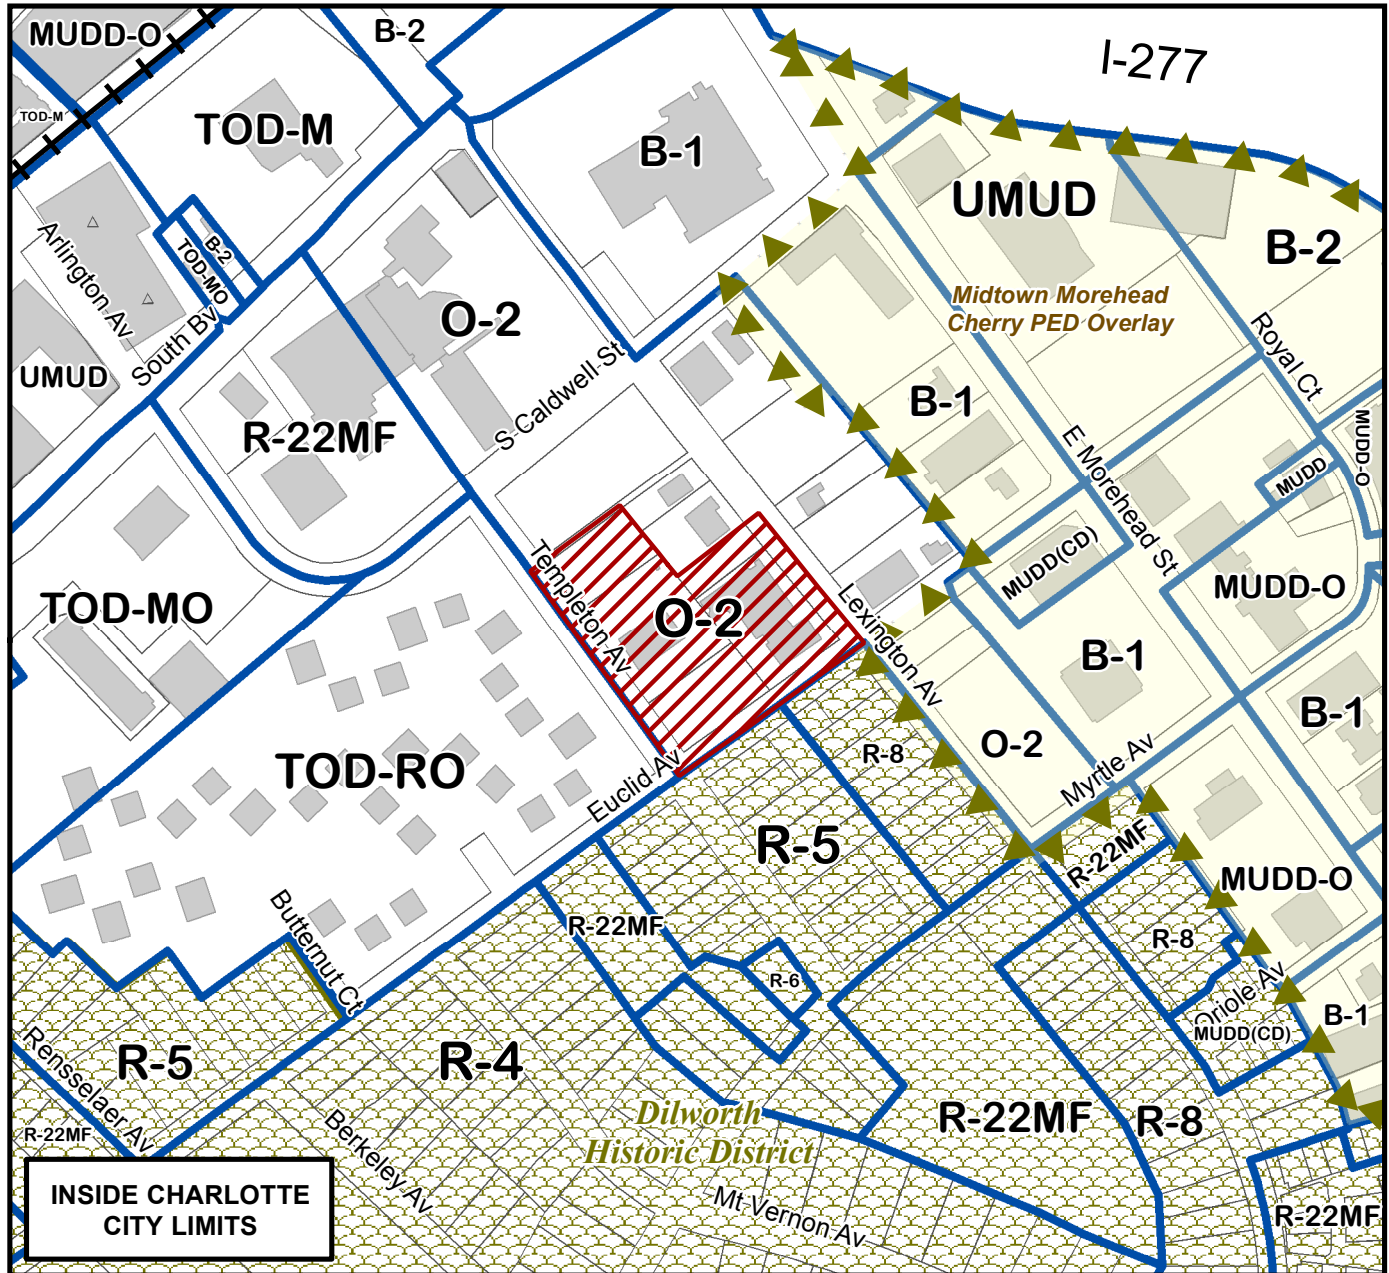 MUDD-O
B-2
I-277
TOD-M
TOD-M
B-1
UMUD
B-2
Arlington Av
B-2
TOD-MO
South Bv
O-2
Midtown Morehead
Cherry PED Overlay
Royal Ct
UMUD
S Caldwell St
B-1
R-22MF
E Morehead St
MUDD-O
MUDD
MUDD(CD)
Templeton Av
TOD-MO
O-2
Lexington Av
MUDD-O
B-1
B-1
O-2
R-8
TOD-RO
Myrtle Av
Euclid Av
R-5
R-22MF
MUDD-O
Butternut Ct
R-22MF
R-8
R-6
Oriole Av
B-1
MUDD(CD)
Rensselaer Av
R-5
R-4
Dilworth
Historic District
R-22MF
R-8
R-22MF
Berkeley Av
Mt Vernon Av
R-22MF
INSIDE CHARLOTTE
CITY LIMITS